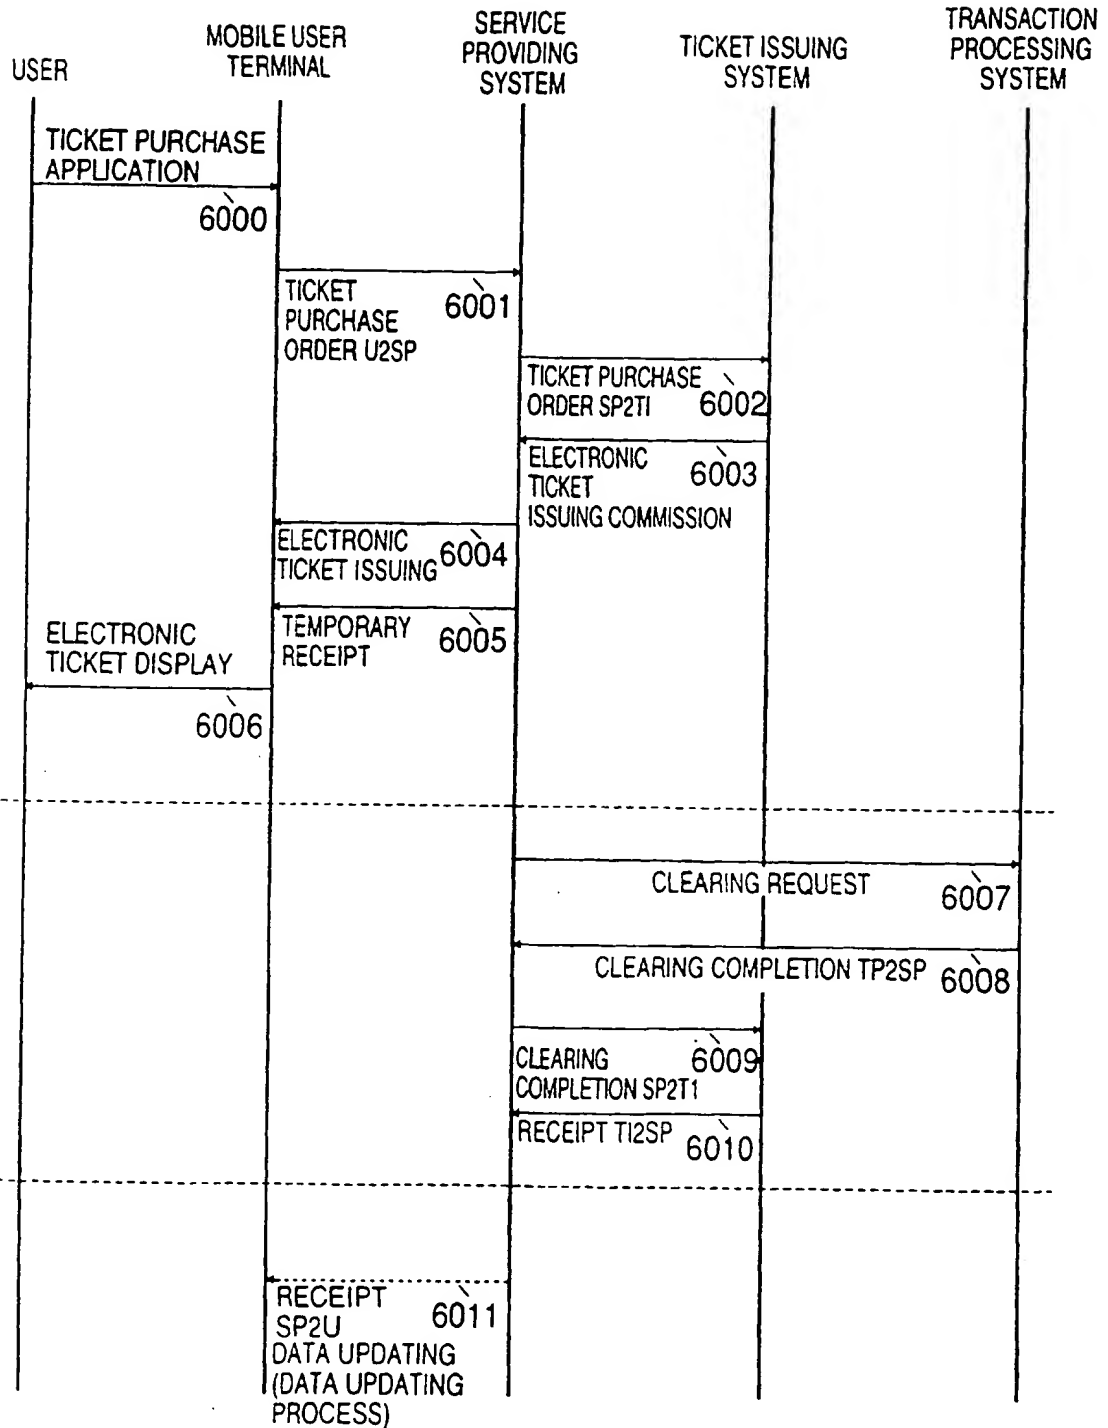 USER
MOBILE USER
TERMINAL
SERVICE
PROVIDING
SYSTEM
TICKET ISSUING
SYSTEM
TRANSACTION
PROCESSING
SYSTEM
TICKET PURCHASE
APPLICATION
6000
TICKET
PURCHASE
ORDER U2SP
6001
TICKET PURCHASE
ORDER SP2TI
6002
ELECTRONIC
TICKET
ISSUING COMMISSION
6003
ELECTRONIC
TICKET ISSUING
6004
TEMPORARY
RECEIPT
6005
ELECTRONIC
TICKET DISPLAY
6006
CLEARING REQUEST
6007
CLEARING COMPLETION TP2SP
6008
CLEARING
COMPLETION SP2T1
6009
RECEIPT TI2SP
6010
RECEIPT
SP2U
DATA UPDATING
(DATA UPDATING
PROCESS)
6011